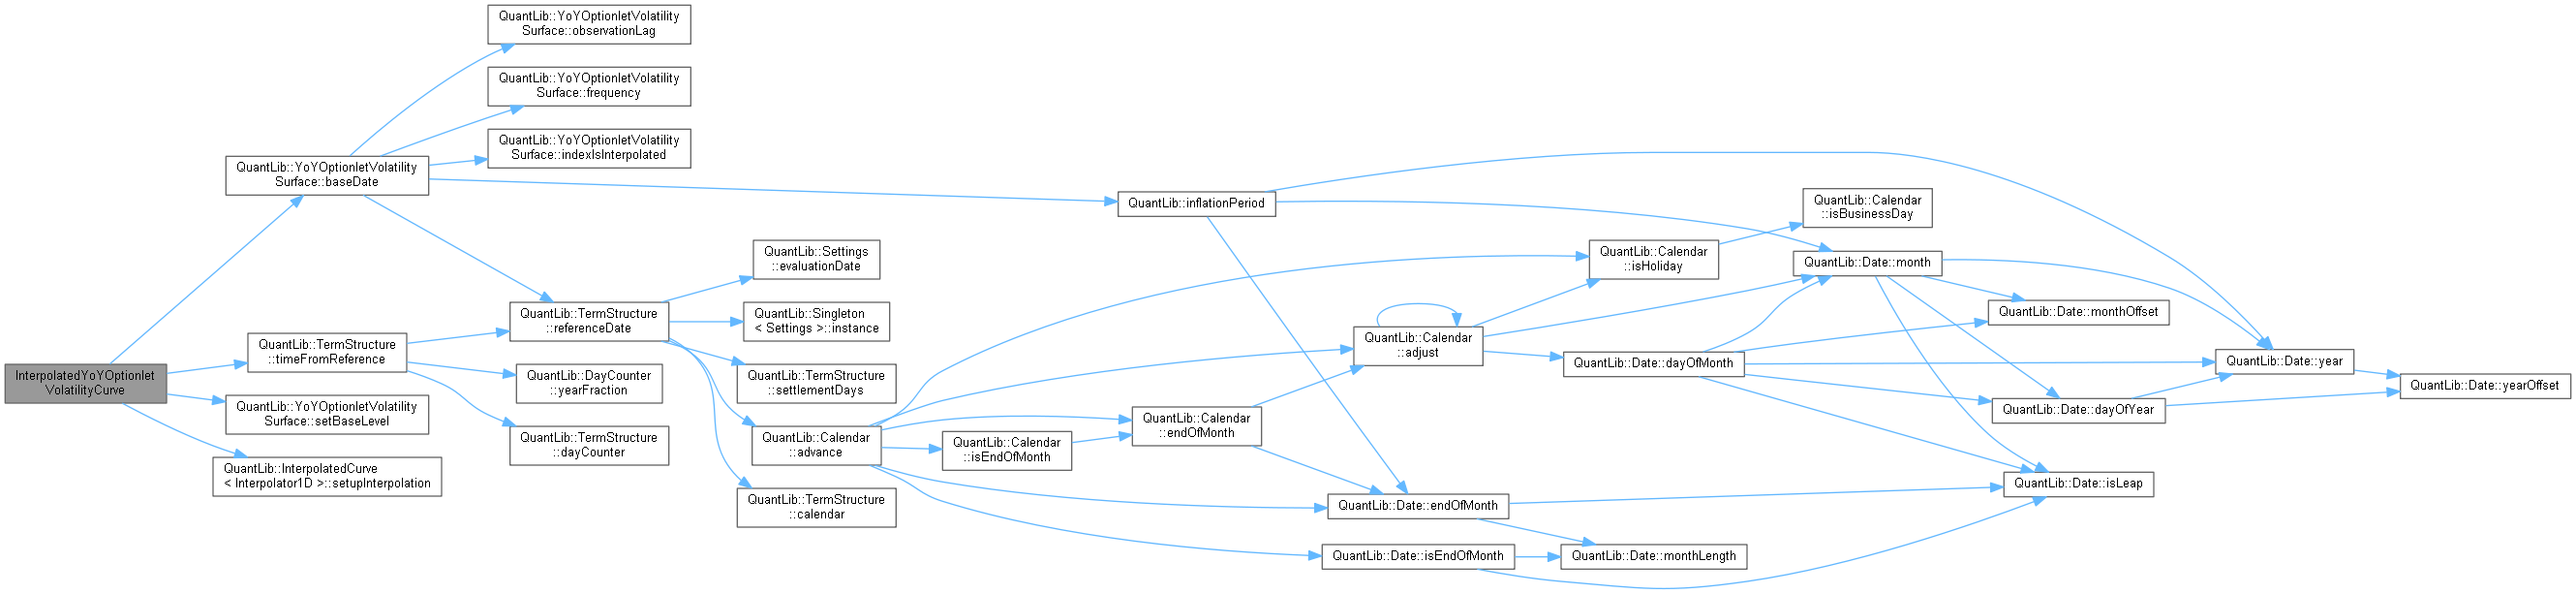 InterpolatedYoYOptionlet
VolatilityCurve
QuantLib::YoYOptionletVolatility
Surface::baseDate
QuantLib::TermStructure
::timeFromReference
QuantLib::YoYOptionletVolatility
Surface::setBaseLevel
QuantLib::InterpolatedCurve
< Interpolator1D >::setupInterpolation
QuantLib::YoYOptionletVolatility
Surface::observationLag
QuantLib::YoYOptionletVolatility
Surface::frequency
QuantLib::YoYOptionletVolatility
Surface::indexIsInterpolated
QuantLib::TermStructure
::referenceDate
QuantLib::DayCounter
::yearFraction
QuantLib::TermStructure
::dayCounter
QuantLib::Settings
::evaluationDate
QuantLib::Singleton
< Settings >::instance
QuantLib::TermStructure
::settlementDays
QuantLib::Calendar
::advance
QuantLib::TermStructure
::calendar
QuantLib::Calendar
::isEndOfMonth
QuantLib::inflationPeriod
QuantLib::Calendar
::endOfMonth
QuantLib::Calendar
::adjust
QuantLib::Date::endOfMonth
QuantLib::Date::isEndOfMonth
QuantLib::Calendar
::isHoliday
QuantLib::Date::dayOfMonth
QuantLib::Date::monthLength
QuantLib::Calendar
::isBusinessDay
QuantLib::Date::month
QuantLib::Date::monthOffset
QuantLib::Date::dayOfYear
QuantLib::Date::isLeap
QuantLib::Date::year
QuantLib::Date::yearOffset